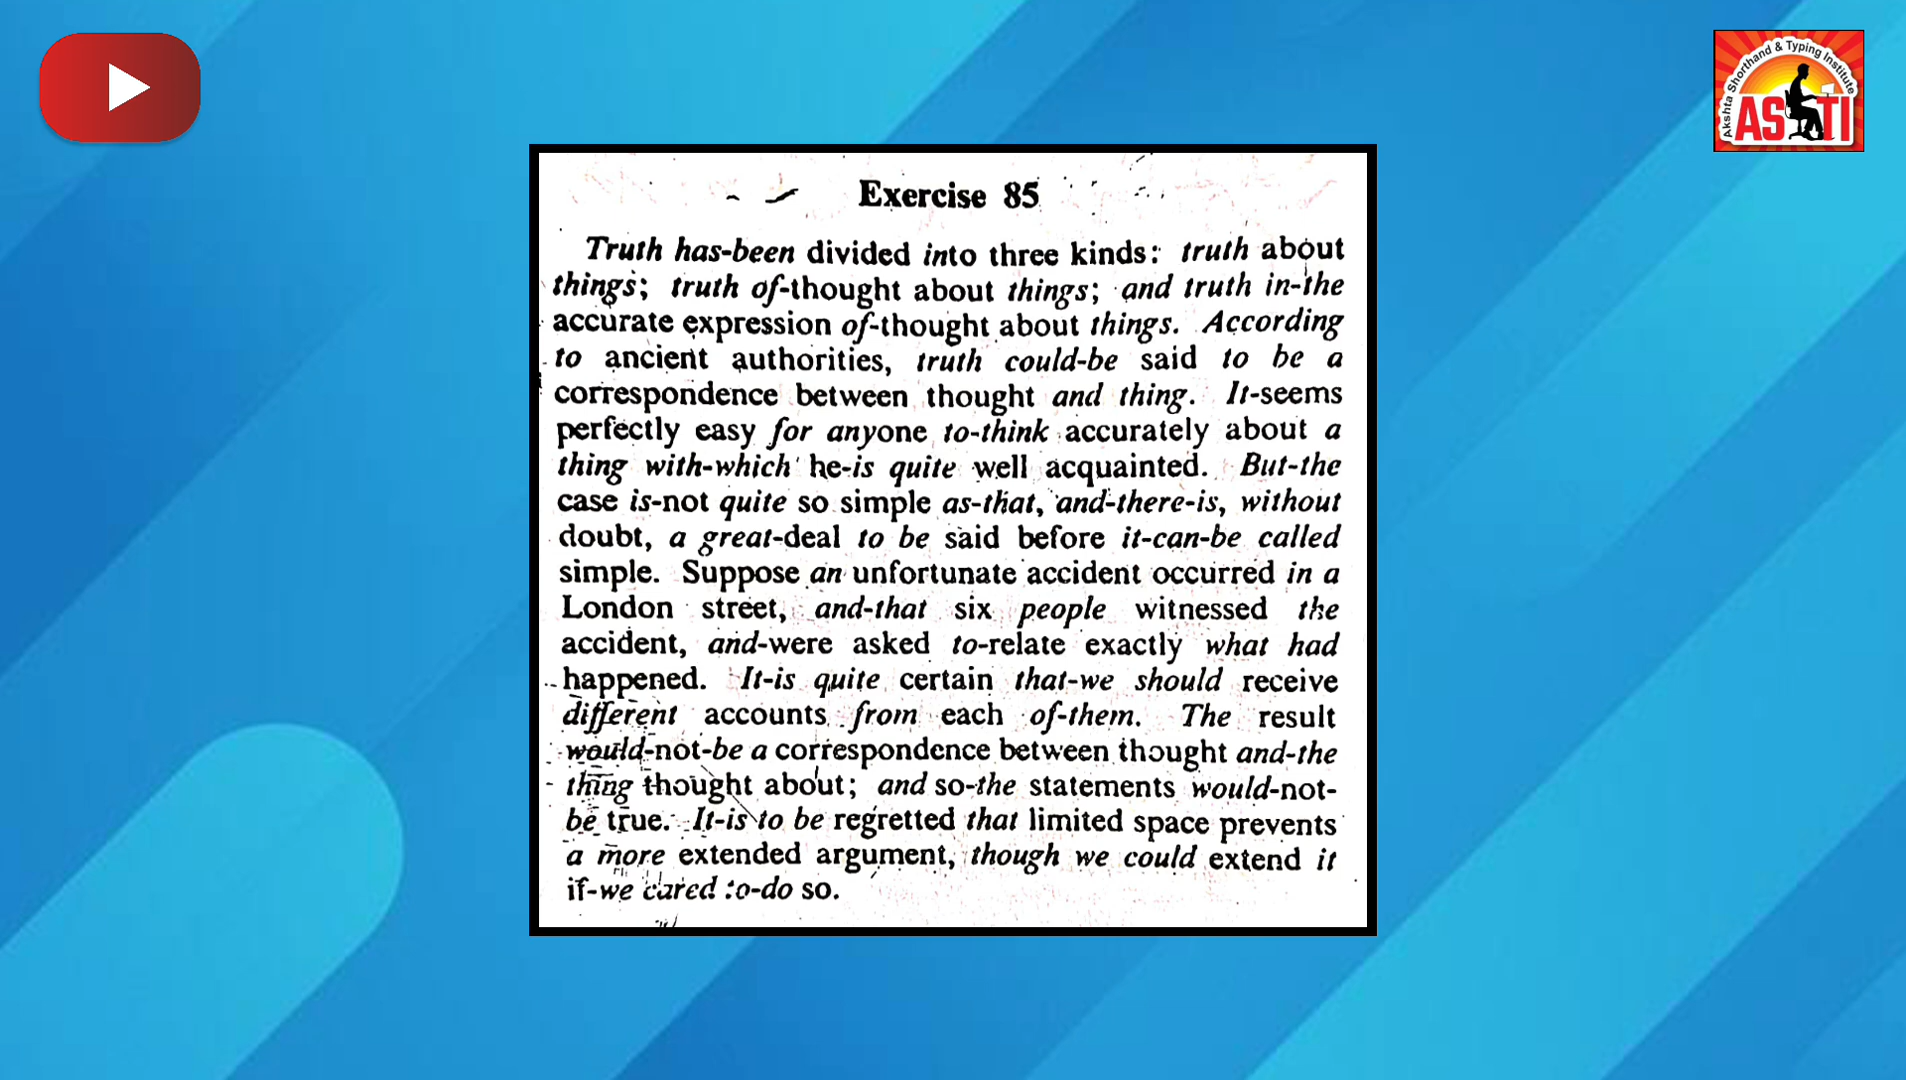 Akshta Shorthand & Typing Institute
ASTI
Exercise 85
Truth has-been divided into three kinds: truth about
things; truth of-thought about things; and truth in-the
accurate expression of-thought about things. According
to ancient authorities, truth could-be said to be a
correspondence between thought and thing. It-seems
perfectly easy for anyone to-think accurately about a
thing with-which he-is quite well acquainted. But-the
case is-not quite so simple as-that, and-there-is, without
doubt, a great-deal to be said before it-can-be called
simple. Suppose an unfortunate accident occurred in a
London street, and-that six people witnessed the
accident, and-were asked to-relate exactly what had
happened. It-is quite certain that-we should receive
different accounts from each of-them. The result
would-not-be a correspondence between thought and-the
thing thought about; and so-the statements would-not-
be true. It-is to be regretted that limited space prevents
a more extended argument, though we could extend it
if-we cared to-do so.